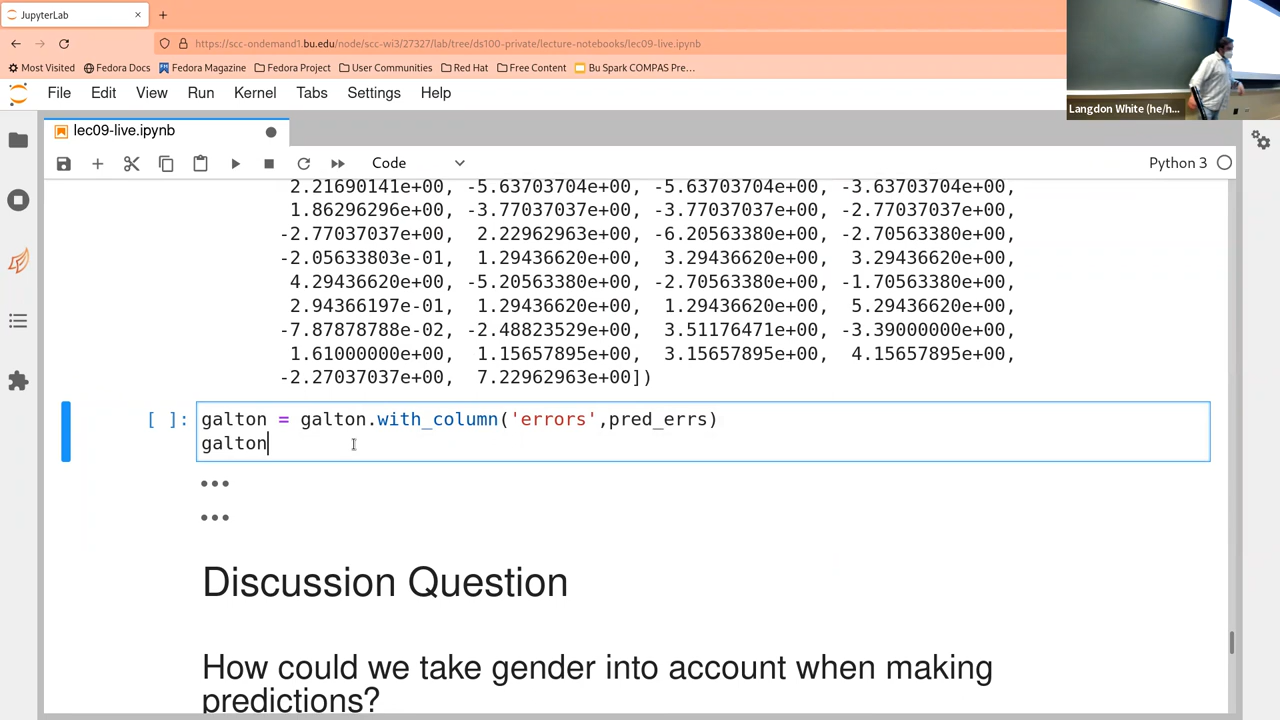 JupyterLab
https://scc-ondemand1.bu.edu/node/scc-wi3/27327/lab/tree/ds100-private/lecture-notebooks/lec09-live.ipynb
Most Visited Fedora Docs Fedora Magazine Fedora Project User Communities Red Hat Free Content Bu Spark COMPAS Pre…
Langdon White (he/h...
File Edit View Run Kernel Tabs Settings Help
lec09-live.ipynb
Code Python 3
2.21690141e+00, -5.63703704e+00, -5.63703704e+00, -3.63703704e+00,
1.86296296e+00, -3.77037037e+00, -3.77037037e+00, -2.77037037e+00,
-2.77037037e+00, 2.22962963e+00, -6.20563380e+00, -2.70563380e+00,
-2.05633803e-01, 1.29436620e+00, 3.29436620e+00, 3.29436620e+00,
4.29436620e+00, -5.20563380e+00, -2.70563380e+00, -1.70563380e+00,
2.94366197e-01, 1.29436620e+00, 1.29436620e+00, 5.29436620e+00,
-7.87878788e-02, -2.48823529e+00, 3.51176471e+00, -3.39000000e+00,
1.61000000e+00, 1.15657895e+00, 3.15657895e+00, 4.15657895e+00,
-2.27037037e+00, 7.22962963e+00])
[ ]: galton = galton.with_column('errors',pred_errs)
galton
Discussion Question
How could we take gender into account when making
predictions?